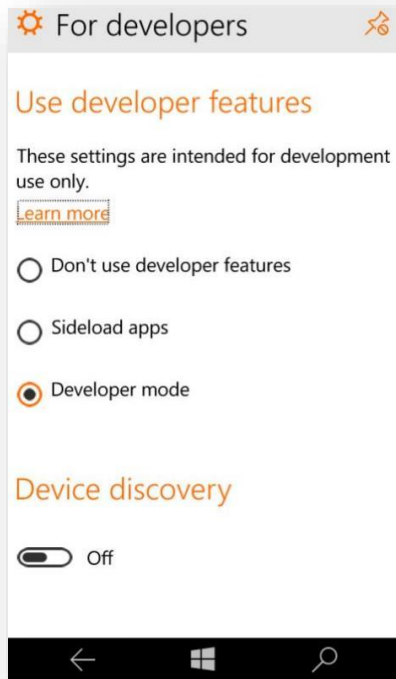 For developers
Use developer features
These settings are intended for development
use only.
Learn more
Don't use developer features
Sideload apps
Developer mode
Device discovery
Off